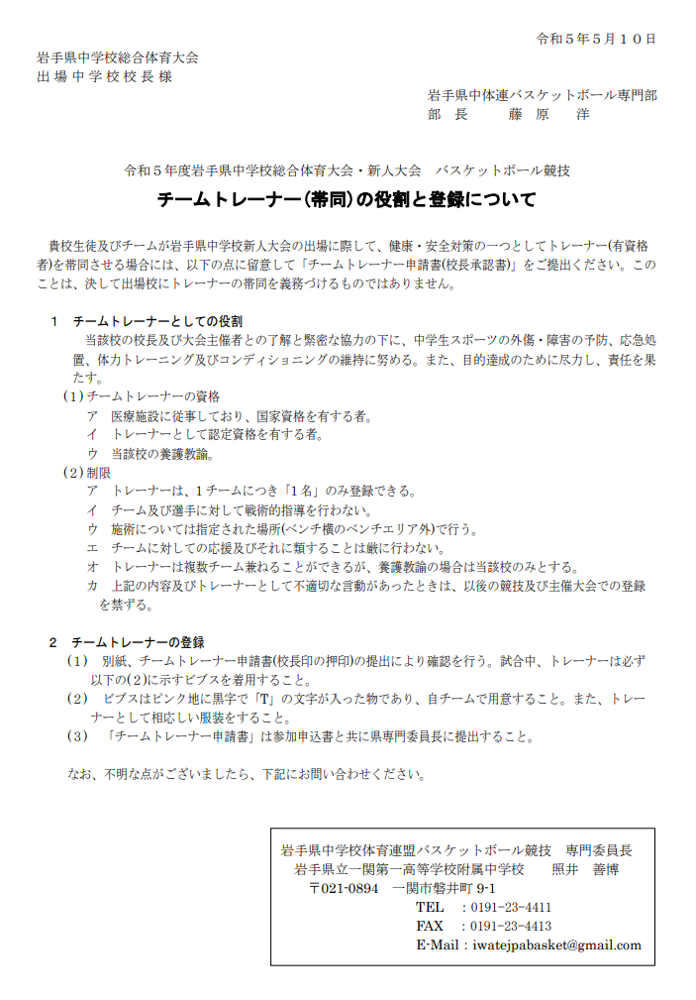 令和５年５月１０日
岩手県中学校総合体育大会
出 場 中 学 校 校 長 様
岩手県中体連バスケットボール専門部
部　長　　　藤　原　　洋
令和５年度岩手県中学校総合体育大会・新人大会　バスケットボール競技
チームトレーナー(帯同)の役割と登録について
貴校生徒及びチームが岩手県中学校新人大会の出場に際して、健康・安全対策の一つとしてトレーナー(有資格
者)を帯同させる場合には、以下の点に留意して「チームトレーナー申請書(校長承認書)」をご提出ください。この
ことは、決して出場校にトレーナーの帯同を義務づけるものではありません。
１　チームトレーナーとしての役割
当該校の校長及び大会主催者との了解と緊密な協力の下に、中学生スポーツの外傷・障害の予防、応急処
置、体力トレーニング及びコンディショニングの維持に努める。また、目的達成のために尽力し、責任を果
たす。
(１)チームトレーナーの資格
ア　医療施設に従事しており、国家資格を有する者。
イ　トレーナーとして認定資格を有する者。
ウ　当該校の養護教諭。
(２)制限
ア　トレーナーは、1 チームにつき「1 名」のみ登録できる。
イ　チーム及び選手に対して戦術的指導を行わない。
ウ　施術については指定された場所(ベンチ横のベンチエリア外)で行う。
エ　チームに対しての応援及びそれに類することは厳に行わない。
オ　トレーナーは複数チーム兼ねることができるが、養護教諭の場合は当該校のみとする。
カ　上記の内容及びトレーナーとして不適切な言動があったときは、以後の競技及び主催大会での登録
を禁ずる。
２　チームトレーナーの登録
(１)　別紙、チームトレーナー申請書(校長印の押印)の提出により確認を行う。試合中、トレーナーは必ず
以下の(２)に示すビブスを着用すること。
(２)　ビブスはピンク地に黒字で「T」の文字が入った物であり、自チームで用意すること。また、トレー
ナーとして相応しい服装をすること。
(３)　「チームトレーナー申請書」は参加申込書と共に県専門委員長に提出すること。
なお、不明な点がございましたら、下記にお問い合わせください。
岩手県中学校体育連盟バスケットボール競技　専門委員長
岩手県立一関第一高等学校附属中学校　　照井　善博
〒021-0894　一関市磐井町 9-1
TEL　：0191-23-4411
FAX　：0191-23-4413
E-Mail：iwatejpabasket@gmail.com